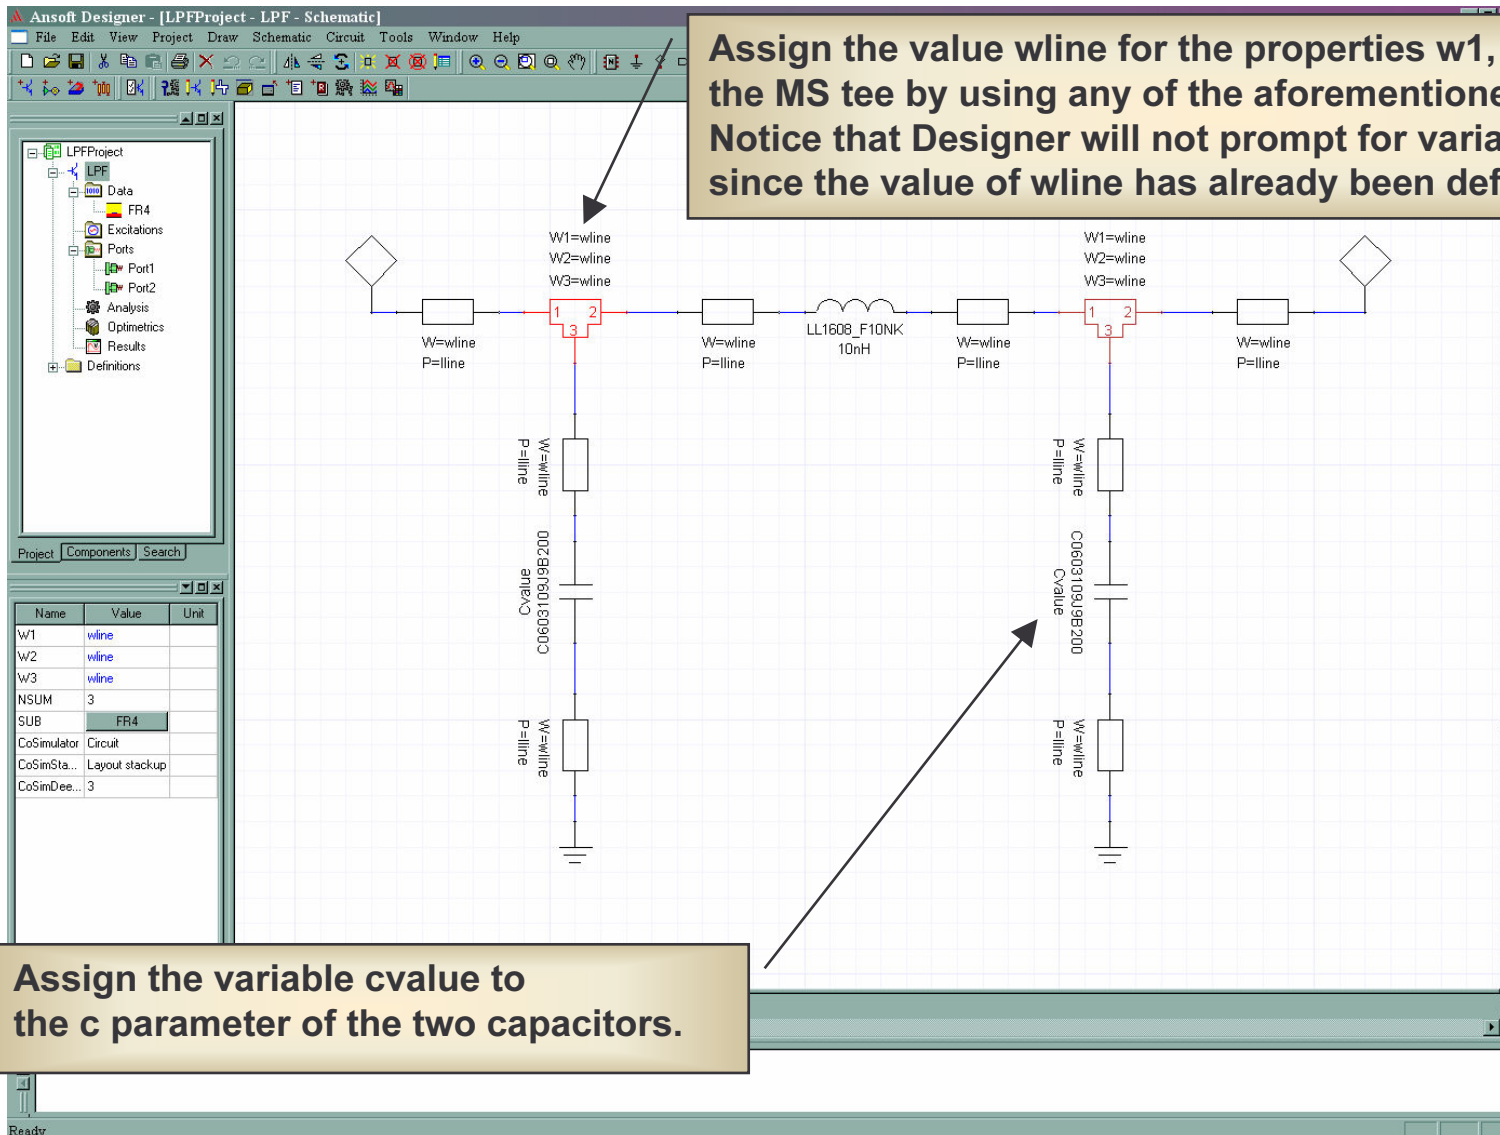 Ansoft Designer - [LPFProject - LPF - Schematic]
File Edit View Project Draw Schematic Circuit Tools Window Help
Assign the value wline for the properties w1,
the MS tee by using any of the
Notice that Designer will not prompt for
since the value of wline has already been
LPFProject
LPF
Data
FR4
Excitations
Ports
Port1
Port2
Analysis
Optimetrics
Results
Definitions
Project Components Search
Name Value Unit
W1 wline
W2 wline
W3 wline
NSUM 3
SUB FR4
CoSimulator Circuit
CoSimSta... Layout stackup
CoSimDee... 3
W1=wline
W2=wline
W3=wline
W1=wline
W2=wline
W3=wline
1 2
3
1 2
3
W=wline
P=lline
W=wline
P=lline
LL1608_F10NK
10nH
W=wline
P=lline
W=wline
P=lline
W=wline
P=lline
W=wline
P=lline
Cvalue
C0603109J9B200
C0603109J9B200
Cvalue
W=wline
P=lline
W=wline
P=lline
Assign the variable cvalue to
the c parameter of the two capacitors.
Ready